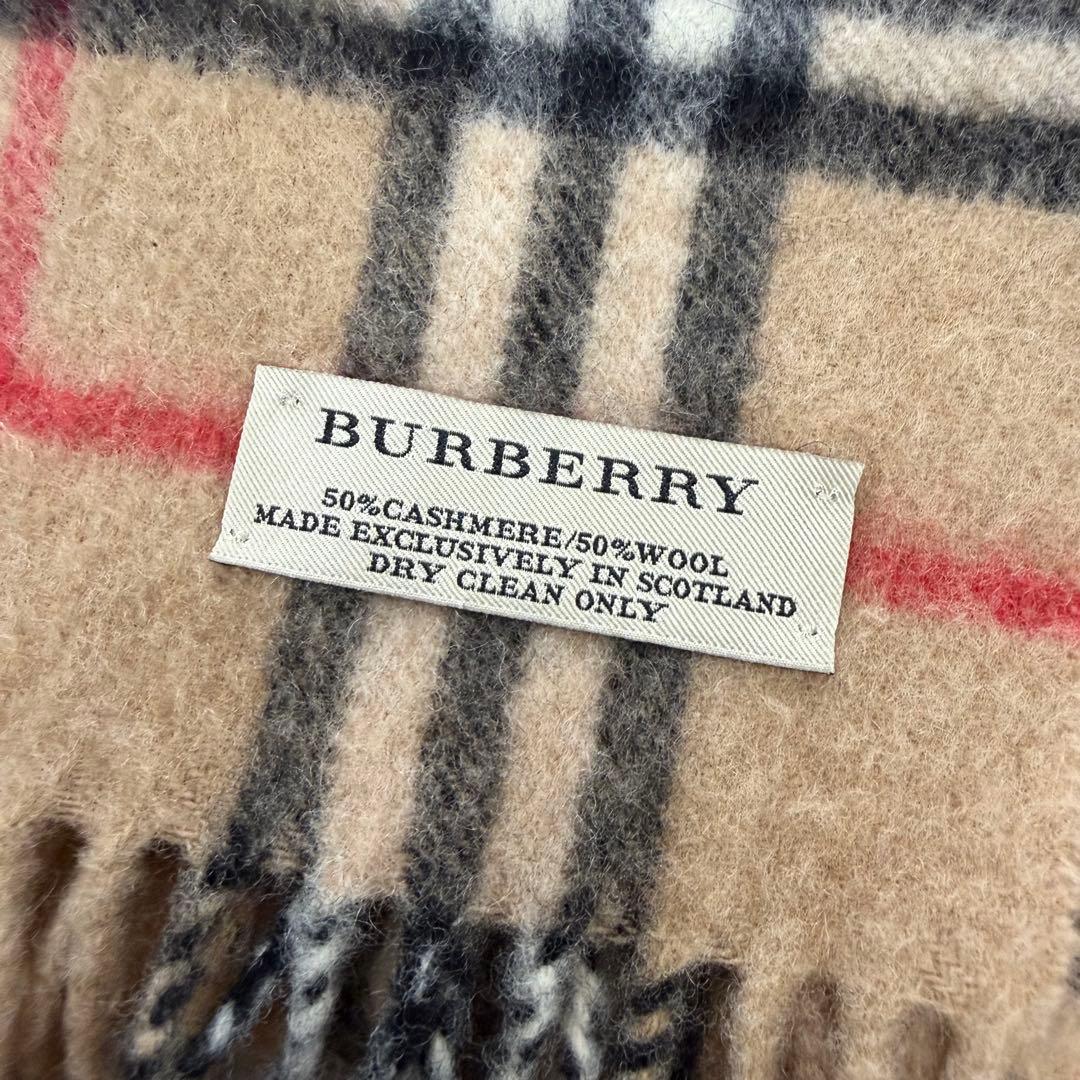 BURBERRY
50%CASHMERE/50%WOOL
MADE EXCLUSIVELY IN SCOTLAND
DRY CLEAN ONLY